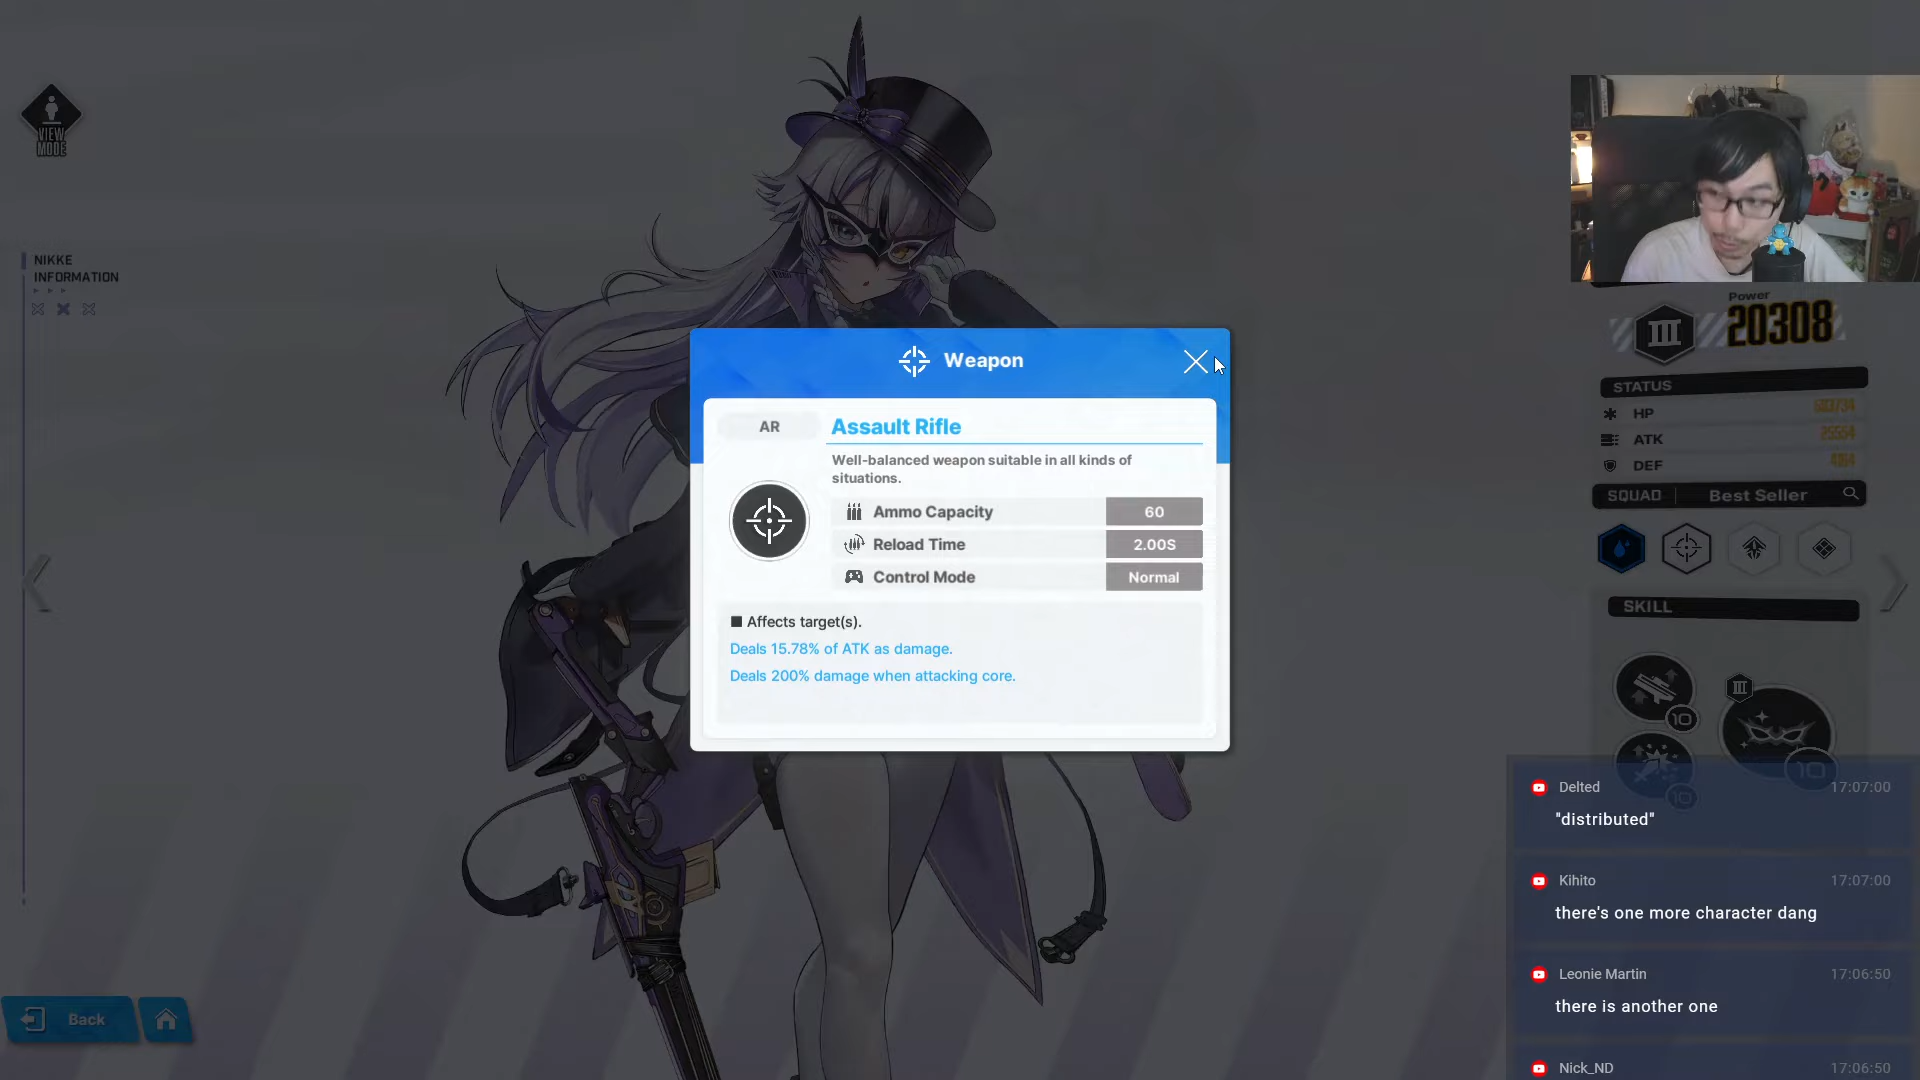 VIEW
MODE
NIKKE
INFORMATION
Weapon
AR
Assault Rifle
Well-balanced weapon suitable in all kinds of
situations.
Ammo Capacity
60
Reload Time
2.00S
Control Mode
Normal
■ Affects target(s).
Deals 15.78% of ATK as damage.
Deals 200% damage when attacking core.
Back
III
Power
20308
STATUS
HP
ATK
25554
DEF
SQUAD
Best Seller
SKILL
10
III
10
10
Delted
17:07:00
"distributed"
Kihito
17:07:00
there's one more character dang
Leonie Martin
17:06:50
there is another one
Nick_ND
17:06:50